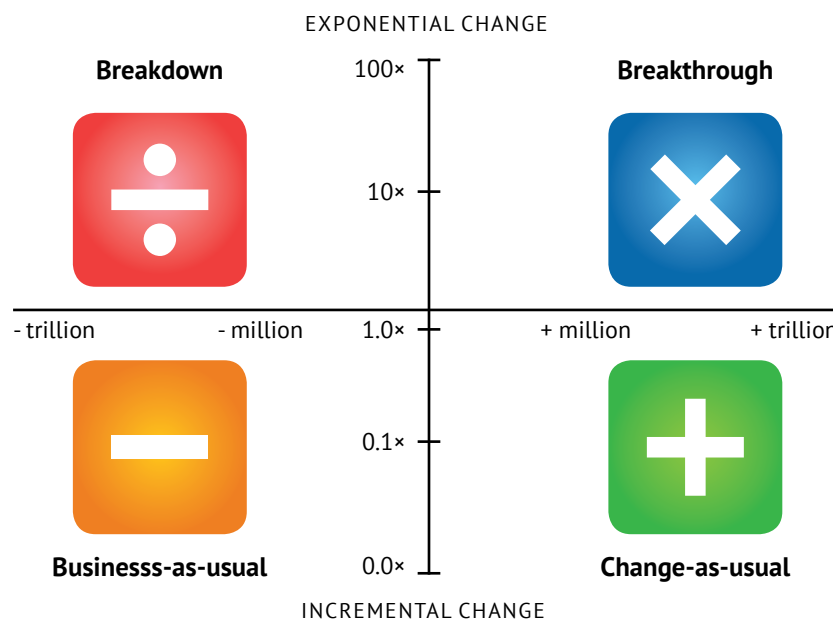 EXPONENTIAL CHANGE
Breakdown
100×
Breakthrough
10×
- trillion
- million
1.0×
+ million
+ trillion
0.1×
Businesss-as-usual
0.0×
Change-as-usual
INCREMENTAL CHANGE